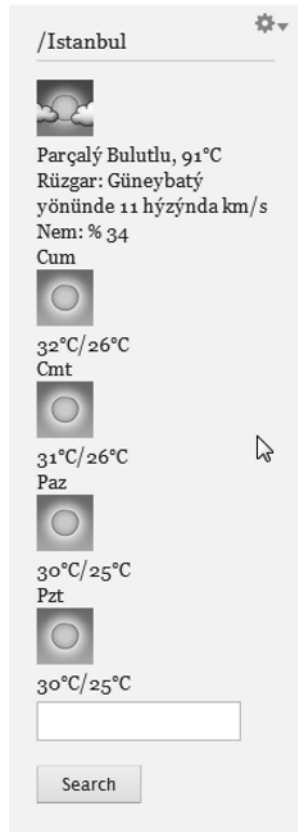 /Istanbul
Parçalý Bulutlu, 91°C
Rüzgar: Güneybatý
yönünde 11 hýzýnda km/s
Nem: % 34
Cum
32°C/26°C
Cmt
31°C/26°C
Paz
30°C/25°C
Pzt
30°C/25°C
Search